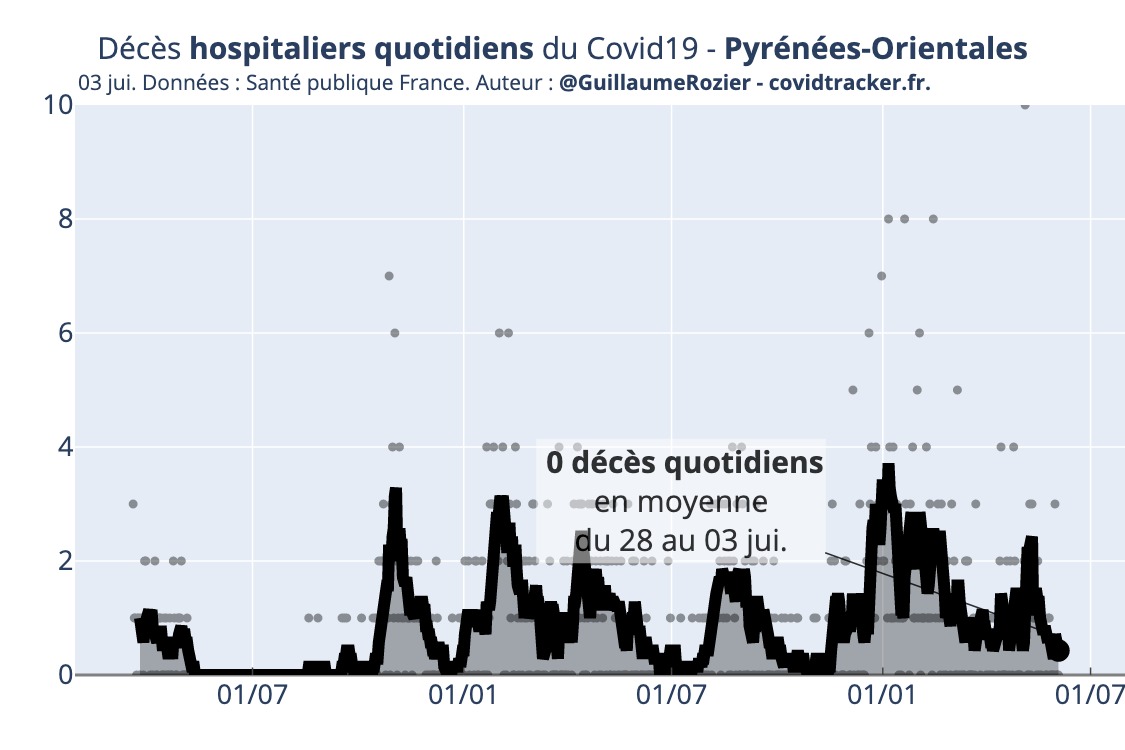 Décès hospitaliers quotidiens du Covid19 - Pyrénées-Orientales
03 jui. Données : Santé publique France. Auteur : @GuillaumeRozier - covidtracker.fr.
10
8
6
4
2
0
0 décès quotidiens
en moyenne
du 28 au 03 jui.
01/07
01/01
01/07
01/01
01/07